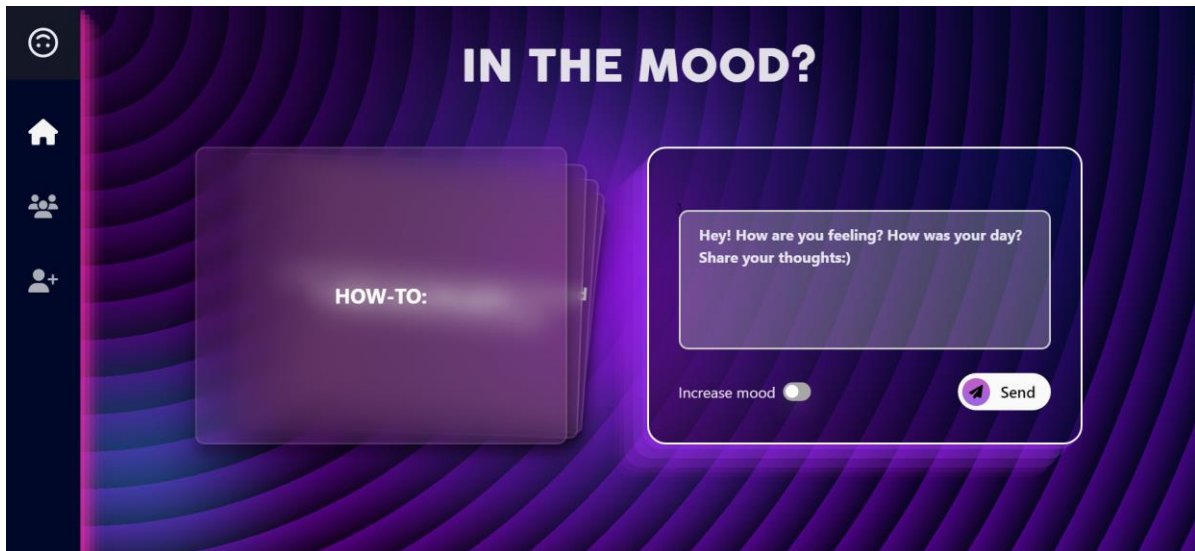 IN THE MOOD?
HOW-TO:
Hey! How are you feeling? How was your day?
Share your thoughts:)
Increase mood
Send